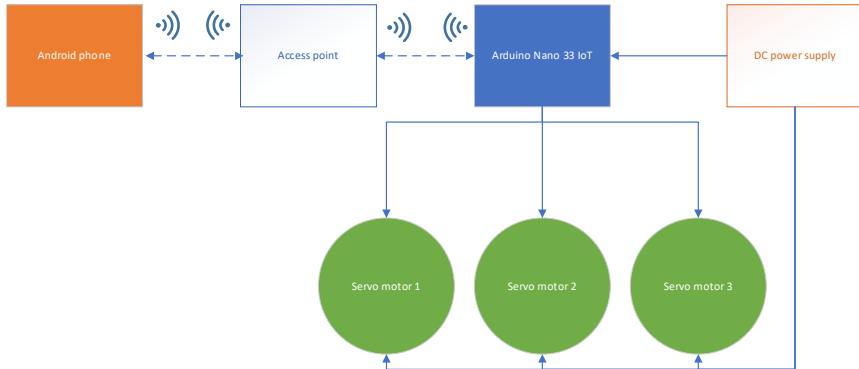 Android phone
Access point
Arduino Nano 33 IoT
DC power supply
Servo motor 1
Servo motor 2
Servo motor 3